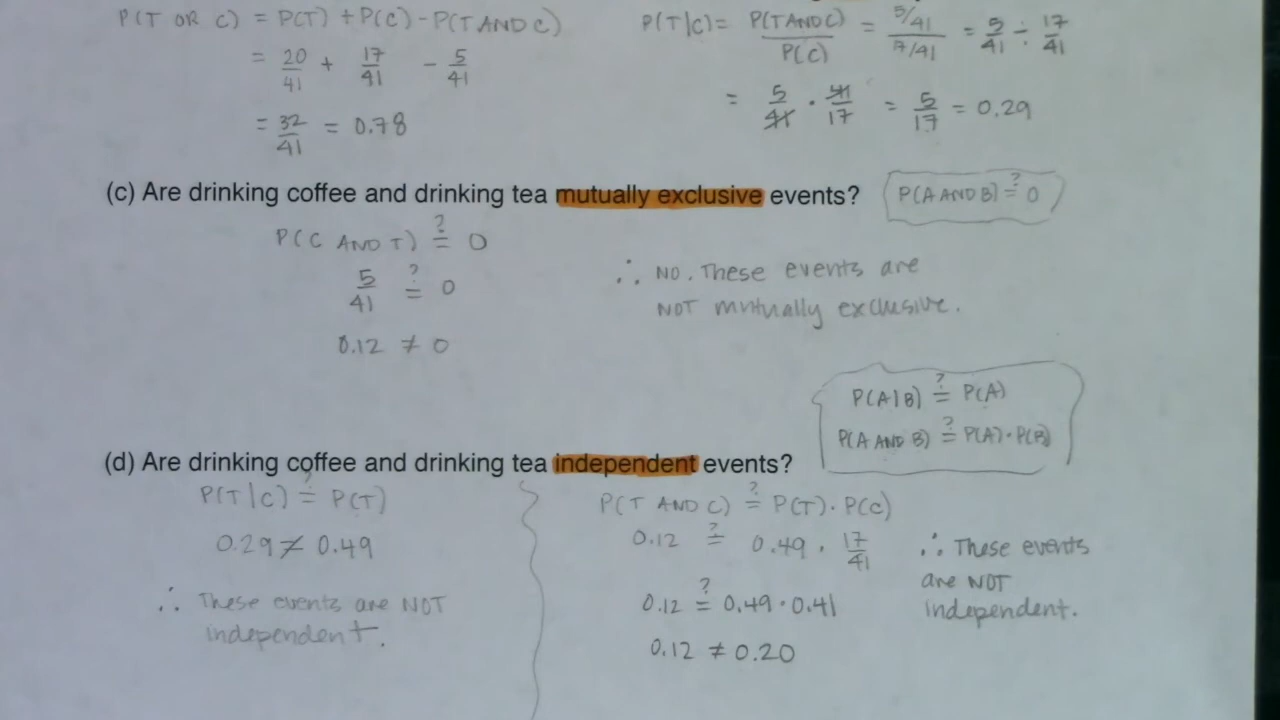 P(T OR C) = P(T) + P(C) - P(T AND C)
= 20/41 + 17/41 - 5/41
= 32/41 = 0.78
P(T|C) = P(T AND C)/P(C) = (5/41)/(17/41) = 5/41 ÷ 17/41
= 5/41 · 41/17 = 5/17 = 0.29
(c) Are drinking coffee and drinking tea mutually exclusive events?
P(A AND B) ≟ 0
P(C AND T) ≟ 0
5/41 ≟ 0
0.12 ≠ 0
∴ NO. These events are
NOT mutually exclusive.
P(A|B) ≟ P(A)
P(A AND B) ≟ P(A)·P(B)
(d) Are drinking coffee and drinking tea independent events?
P(T|C) ≟ P(T)
0.29 ≠ 0.49
∴ These events are NOT
independent.
P(T AND C) ≟ P(T)·P(C)
0.12 ≟ 0.49 · 17/41
0.12 ≟ 0.49 · 0.41
0.12 ≠ 0.20
∴ These events
are NOT
independent.